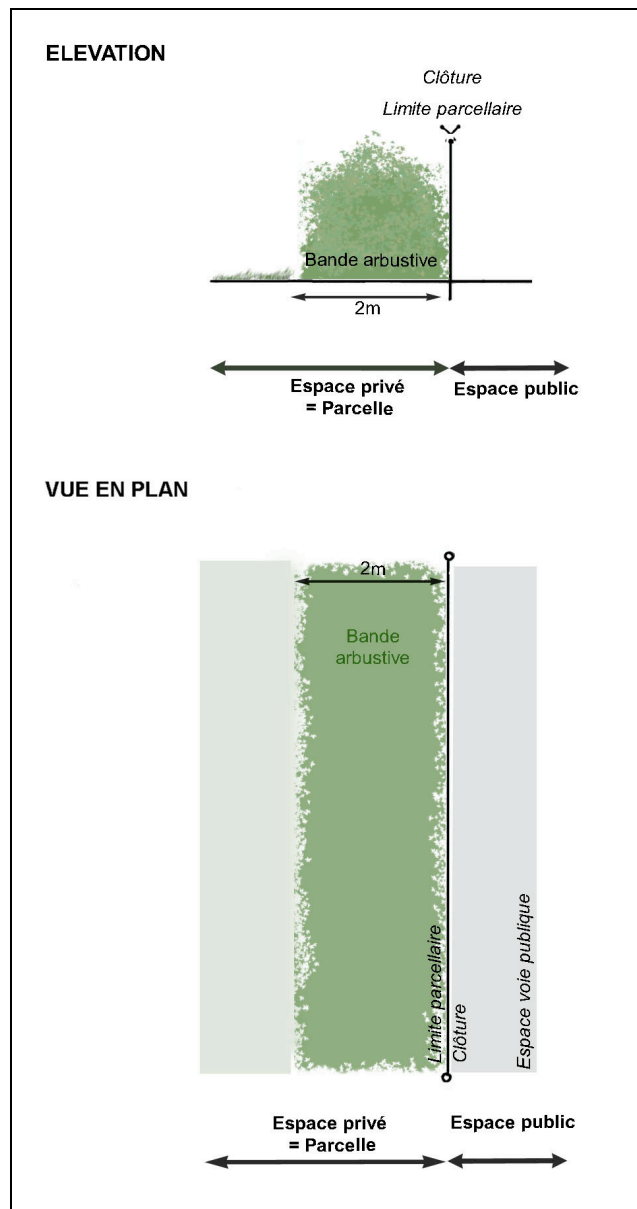 ELEVATION
Clôture
Limite parcellaire
Bande arbustive
2m
Espace privé
= Parcelle
Espace public
VUE EN PLAN
2m
Bande
arbustive
Limite parcellaire
Clôture
Espace voie publique
Espace privé
= Parcelle
Espace public